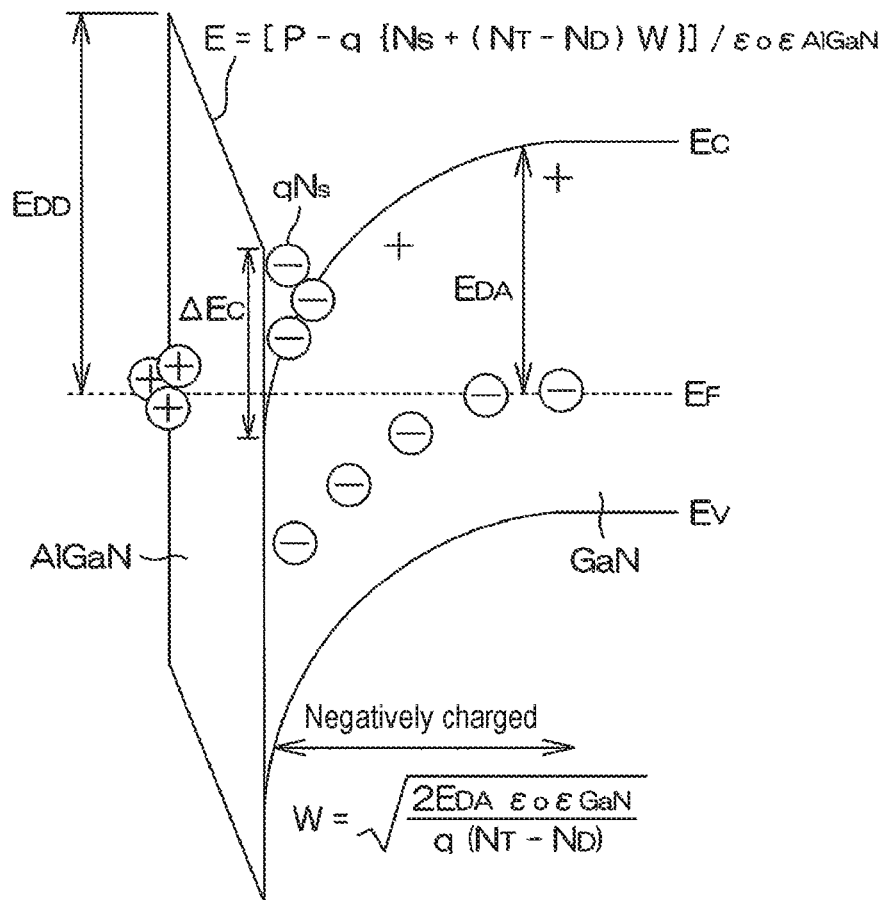 E = [ P - q {Ns + ( NT - ND ) W }] / ε o ε AlGaN
EC
EDD
qNs
+
+
ΔEC
EDA
EF
AlGaN
EV
GaN
Negatively charged
W = √ 2EDA ε o ε GaN / q (NT - ND)